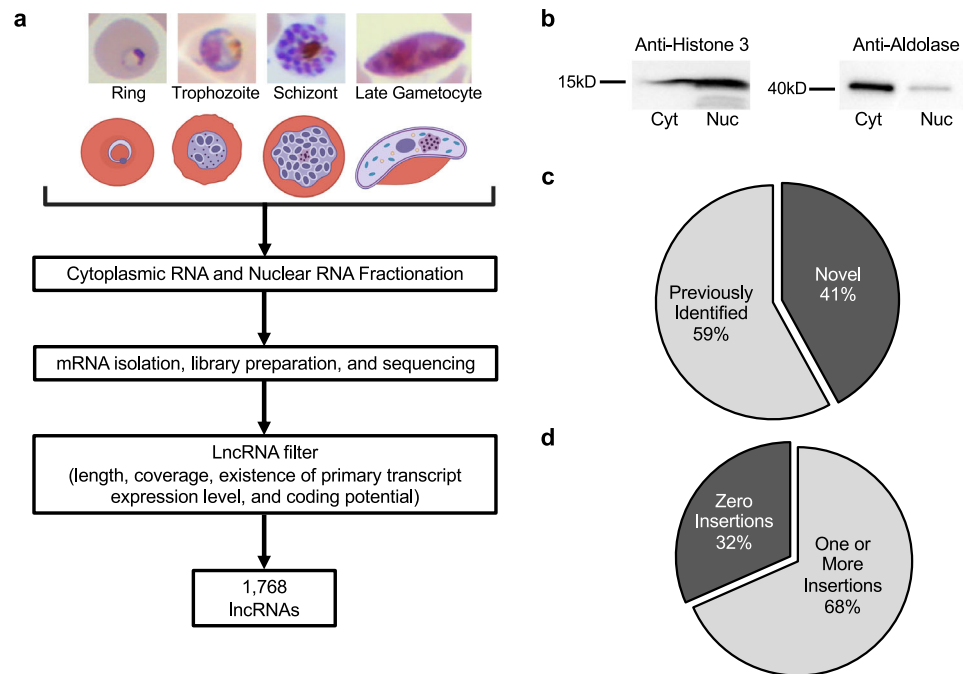 a
Ring
Trophozoite
Schizont
Late Gametocyte
Cytoplasmic RNA and Nuclear RNA Fractionation
mRNA isolation, library preparation, and sequencing
LncRNA filter
(length, coverage, existence of primary transcript
expression level, and coding potential)
1,768
lncRNAs
b
Anti-Histone 3
15kD
Cyt
Nuc
Anti-Aldolase
40kD
Cyt
Nuc
c
Previously
Identified
59%
Novel
41%
d
Zero
Insertions
32%
One or
More
Insertions
68%